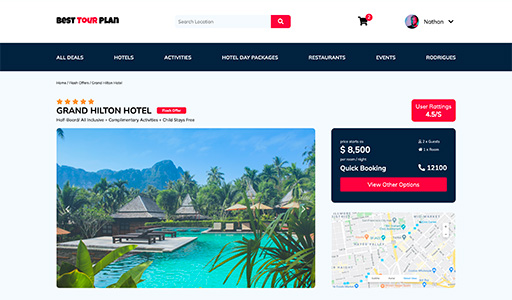 BEST TOUR PLAN
Search Location
2
Nathan
ALL DEALS HOTELS ACTIVITIES HOTEL DAY PACKAGES RESTAURANTS EVENTS RODRIGUES
Home / Flash Offers / Grand Hilton Hotel
GRAND HILTON HOTEL Flash Offer
Half-Board/ All Inclusive + Complimentary Activities + Child Stays Free
User Rattings
4.5/5
price starts as
$ 8,500
per room / night
2 x Guests
1 x Room
Quick Booking 12100
View Other Options